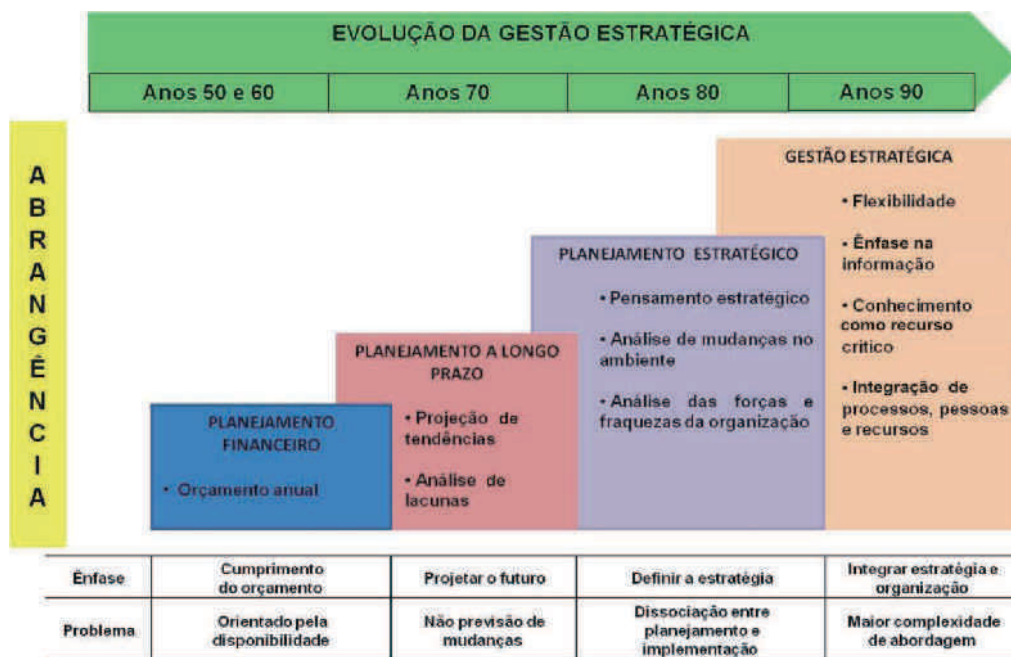 EVOLUÇÃO DA GESTÃO ESTRATÉGICA
Anos 50 e 60
Anos 70
Anos 80
Anos 90
ABRANGÊNCIA
PLANEJAMENTO
FINANCEIRO
• Orçamento anual
PLANEJAMENTO A LONGO
PRAZO
• Projeção de
tendências
• Análise de
lacunas
PLANEJAMENTO ESTRATÉGICO
• Pensamento estratégico
• Análise de mudanças no
ambiente
• Análise das forças e
fraquezas da organização
GESTÃO ESTRATÉGICA
• Flexibilidade
• Ênfase na
informação
• Conhecimento
como recurso
crítico
• Integração de
processos, pessoas
e recursos
Ênfase
Cumprimento
do orçamento
Projetar o futuro
Definir a estratégia
Integrar estratégia e
organização
Problema
Orientado pela
disponibilidade
Não previsão de
mudanças
Dissociação entre
planejamento e
implementação
Maior complexidade
de abordagem